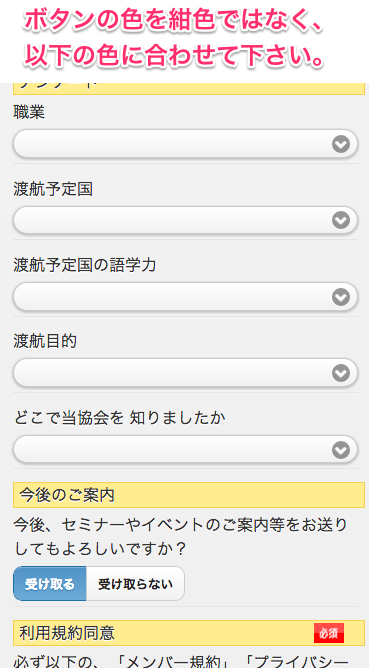 ボタンの色を紺色ではなく、
以下の色に合わせて下さい。
アンケート
職業
渡航予定国
渡航予定国の語学力
渡航目的
どこで当協会を 知りましたか
今後のご案内
今後、セミナーやイベントのご案内等をお送り
してもよろしいですか？
受け取る 受け取らない
利用規約同意 必須
必ず以下の、「メンバー規約」「プライバシー